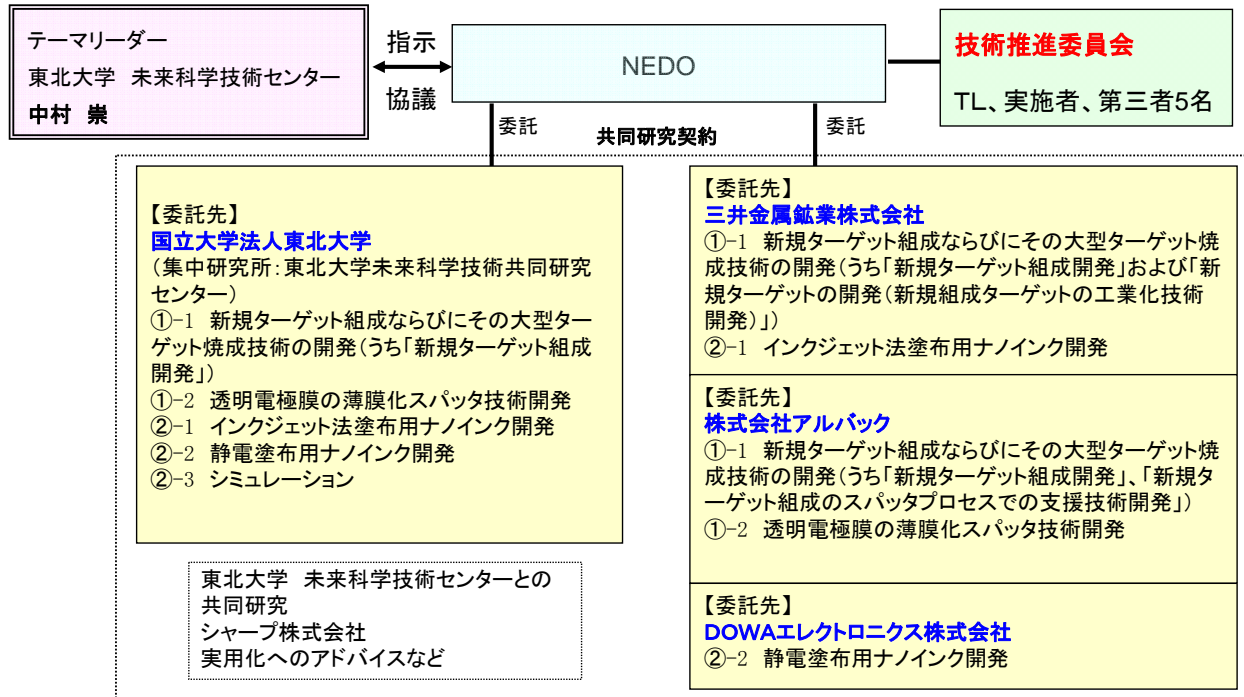 テーマリーダー
東北大学 未来科学技術センター
中村 崇
指示
協議
NEDO
技術推進委員会
TL、実施者、第三者5名
委託
共同研究契約
委託
【委託先】
国立大学法人東北大学
（集中研究所：東北大学未来科学技術共同研究
センター）
①-1 新規ターゲット組成ならびにその大型ター
ゲット焼成技術の開発（うち「新規ターゲット組成
開発」）
①-2 透明電極膜の薄膜化スパッタ技術開発
②-1 インクジェット法塗布用ナノインク開発
②-2 静電塗布用ナノインク開発
②-3 シミュレーション
東北大学 未来科学技術センターとの
共同研究
シャープ株式会社
実用化へのアドバイスなど
【委託先】
三井金属鉱業株式会社
①-1 新規ターゲット組成ならびにその大型ターゲット焼
成技術の開発（うち「新規ターゲット組成開発」および「新
規ターゲットの開発（新規組成ターゲットの工業化技術
開発）」）
②-1 インクジェット法塗布用ナノインク開発
【委託先】
株式会社アルバック
①-1 新規ターゲット組成ならびにその大型ターゲット焼
成技術の開発（うち「新規ターゲット組成開発」、「新規タ
ーゲット組成のスパッタプロセスでの支援技術開発」）
①-2 透明電極膜の薄膜化スパッタ技術開発
【委託先】
DOWAエレクトロニクス株式会社
②-2 静電塗布用ナノインク開発